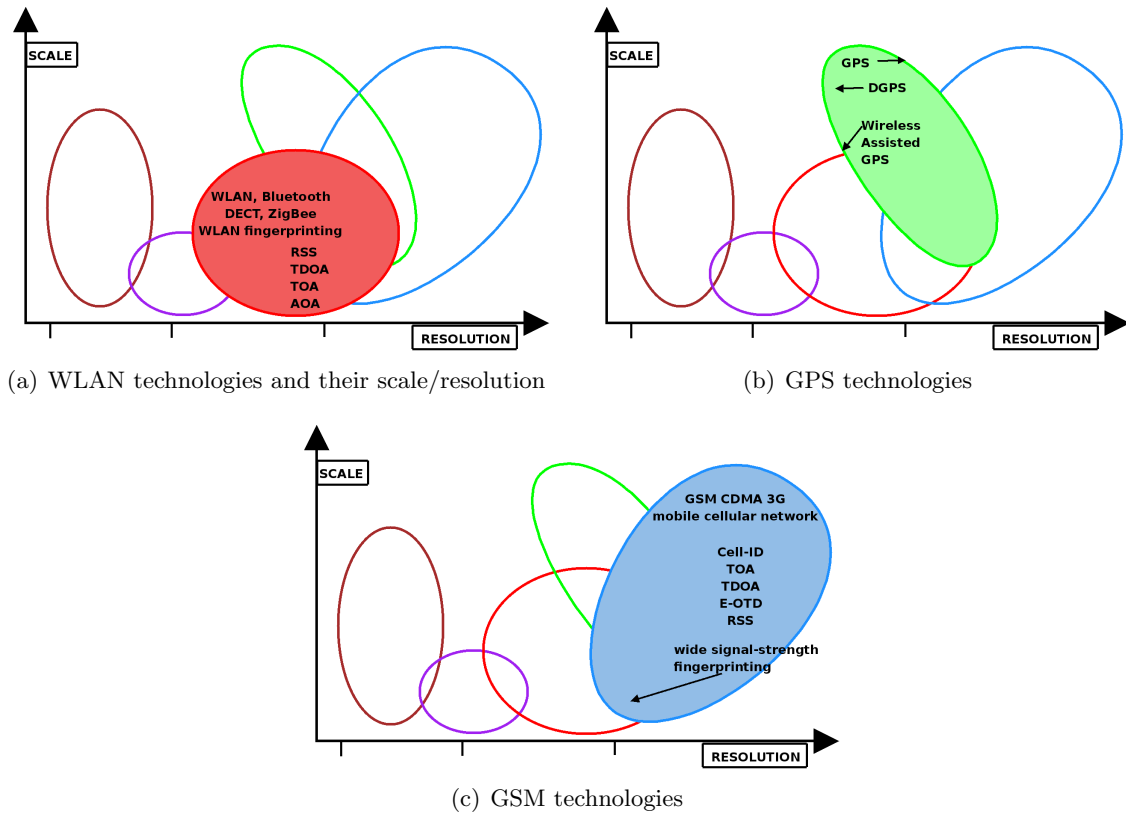 SCALE
WLAN, Bluetooth
DECT, ZigBee
WLAN fingerprinting
RSS
TDOA
TOA
AOA
RESOLUTION
(a) WLAN technologies and their scale/resolution
SCALE
GPS
DGPS
Wireless
Assisted
GPS
RESOLUTION
(b) GPS technologies
SCALE
GSM CDMA 3G
mobile cellular network
Cell-ID
TOA
TDOA
E-OTD
RSS
wide signal-strength
fingerprinting
RESOLUTION
(c) GSM technologies